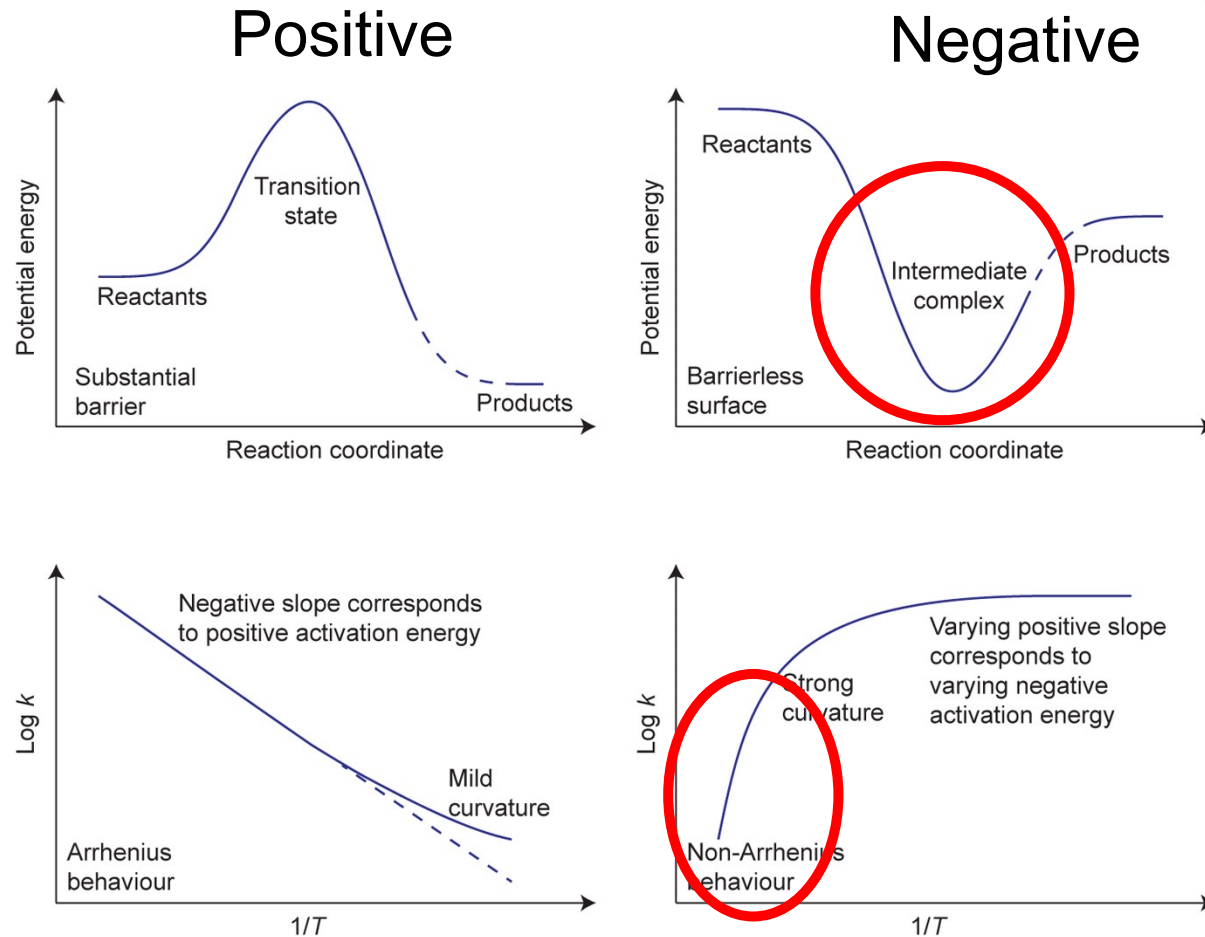 Positive
Potential energy
Reactants
Transition
state
Substantial
barrier
Products
Reaction coordinate
Negative
Potential energy
Reactants
Intermediate
complex
Products
Barrierless
surface
Reaction coordinate
Log k
Negative slope corresponds
to positive activation energy
Mild
curvature
Arrhenius
behaviour
1/T
Log k
Strong
curvature
Varying positive slope
corresponds to
varying negative
activation energy
Non-Arrhenius
behaviour
1/T